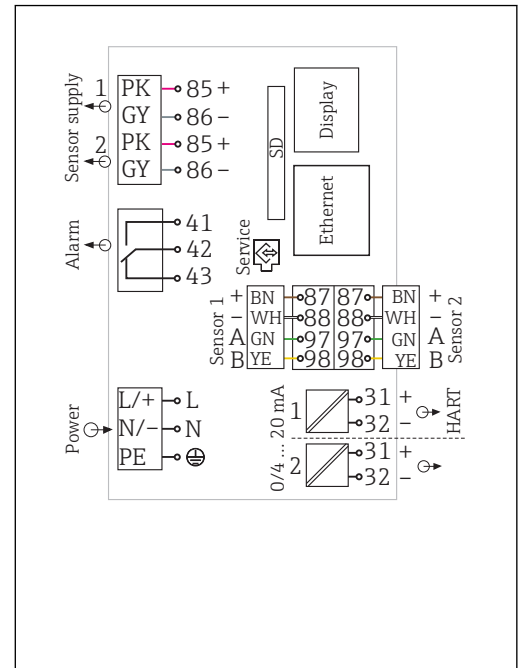 Sensor supply
1 PK 85 +
GY 86 -
2 PK 85 +
GY 86 -
Display
SD
Ethernet
Alarm
41
42
43
Service
Sensor 1
+ BN 87 87 BN +
- WH 88 88 WH -
A GN 97 97 GN A
B YE 98 98 YE B
Sensor 2
Power
L/+ L
N/- N
PE
0/4 ... 20 mA
1 31 +
32 -
HART
2 31 +
32 -